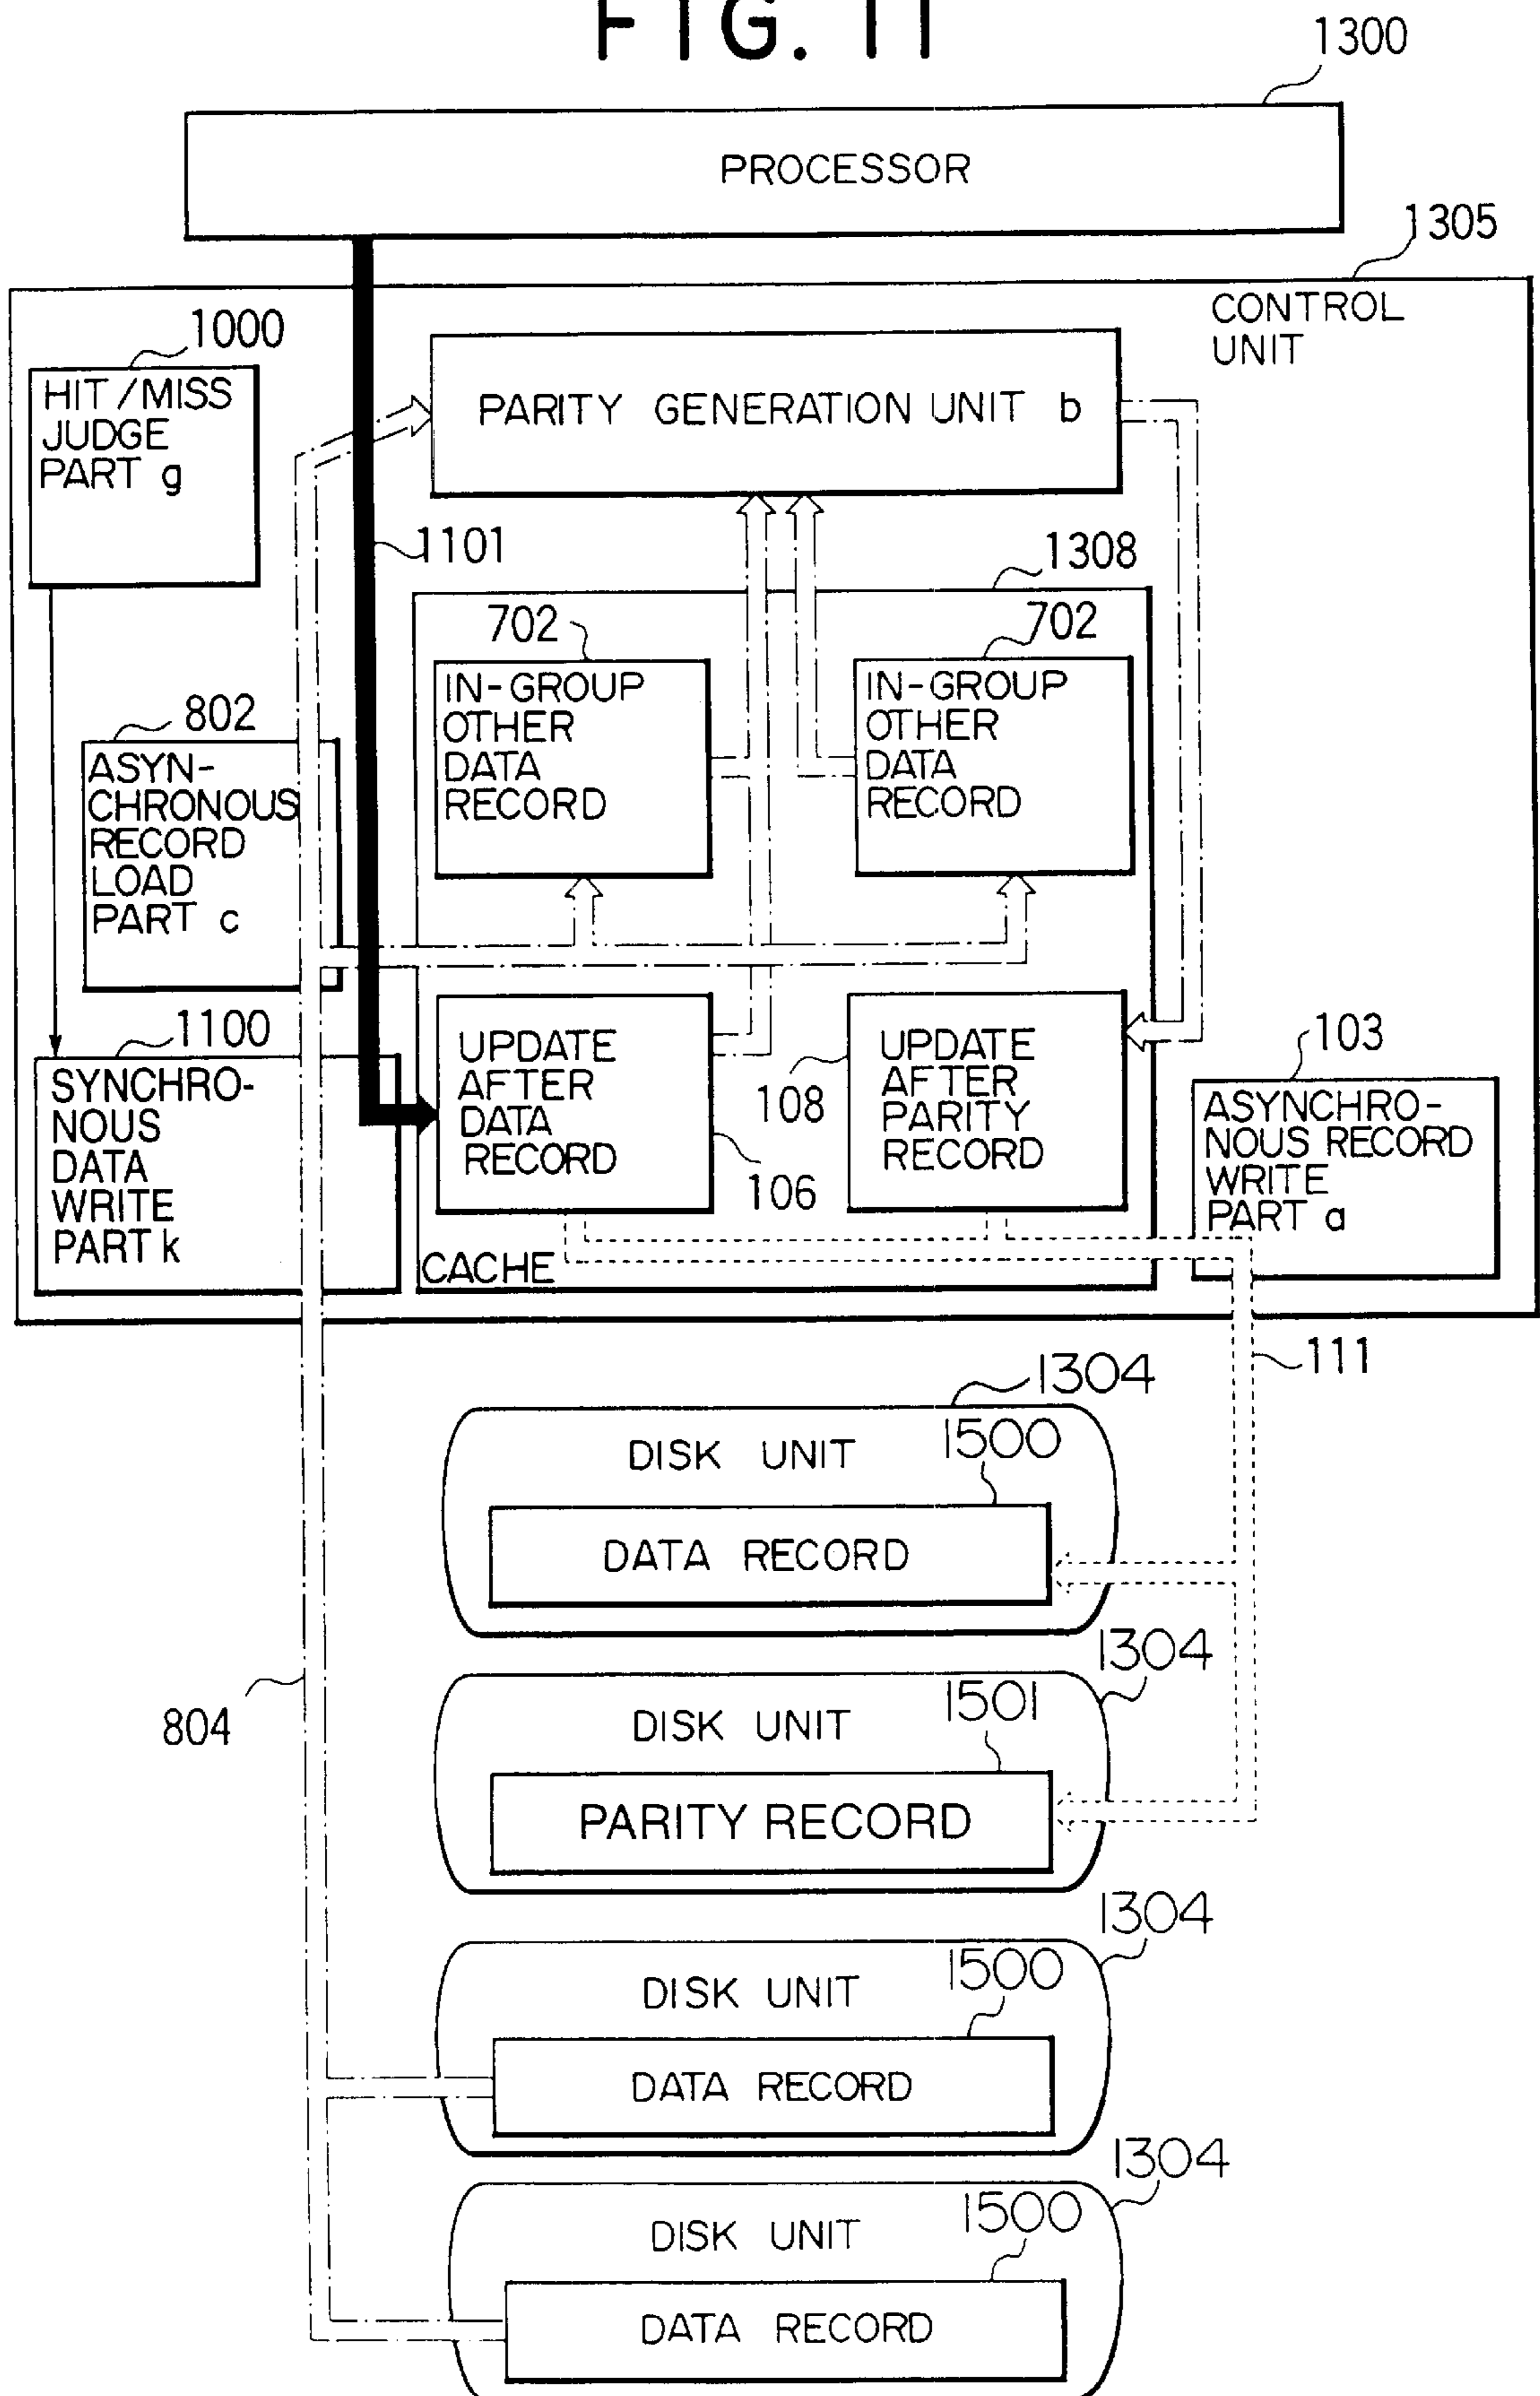 FIG. 11
1300
PROCESSOR
1305
CONTROL
UNIT
1000
HIT/MISS
JUDGE
PART g
PARITY GENERATION UNIT b
1101
1308
702
IN-GROUP
OTHER
DATA
RECORD
702
IN-GROUP
OTHER
DATA
RECORD
802
ASYN-
CHRONOUS
RECORD
LOAD
PART c
1100
SYNCHRO-
NOUS
DATA
WRITE
PART k
UPDATE
AFTER
DATA
RECORD
106
108
UPDATE
AFTER
PARITY
RECORD
103
ASYNCHRO-
NOUS RECORD
WRITE
PART a
CACHE
111
1304
DISK UNIT
1500
DATA RECORD
1304
DISK UNIT
1501
PARITY RECORD
804
1304
DISK UNIT
1500
DATA RECORD
1304
DISK UNIT
1500
DATA RECORD